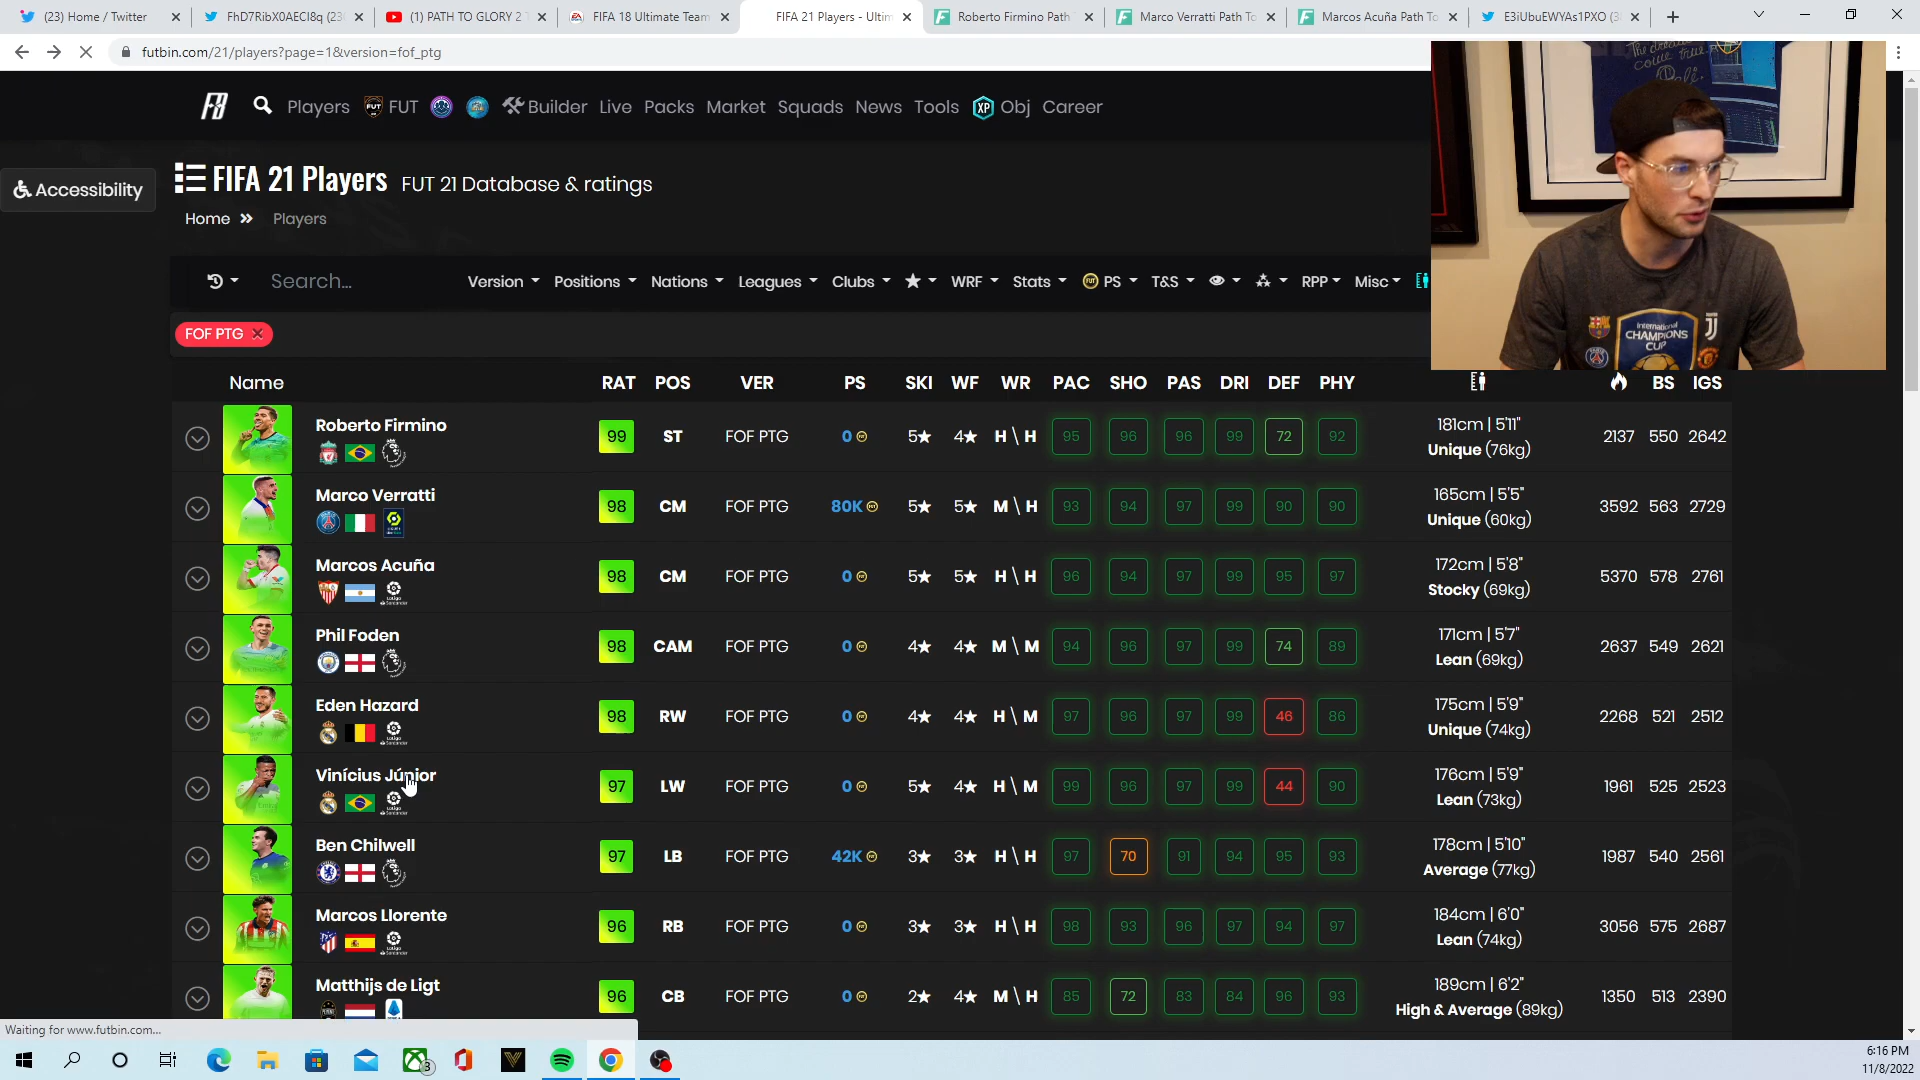 (23) Home / Twitter
FhD7RibX0AECI8q (23
(1) PATH TO GLORY 2 T
FIFA 18 Ultimate Team
FIFA 21 Players - Ultim
Roberto Firmino Path
Marco Verratti Path To
Marcos Acuña Path To
E3iUbuEWYAs1PXO (3
futbin.com/21/players?page=1&version=fof_ptg
Players FUT Builder Live Packs Market Squads News Tools XP Obj Career
Accessibility
FIFA 21 Players FUT 21 Database & ratings
Home » Players
Search... Version Positions Nations Leagues Clubs WRF Stats PS T&S RPP Misc
FOF PTG
Name RAT POS VER PS SKI WF WR PAC SHO PAS DRI DEF PHY BS IGS
Roberto Firmino 99 ST FOF PTG 0 5★ 4★ H \ H 95 96 96 99 72 92 181cm | 5'11" Unique (76kg) 2137 550 2642
Marco Verratti 98 CM FOF PTG 80K 5★ 5★ M \ H 93 94 97 99 90 90 165cm | 5'5" Unique (60kg) 3592 563 2729
Marcos Acuña 98 CM FOF PTG 0 5★ 5★ H \ H 96 94 97 99 95 97 172cm | 5'8" Stocky (69kg) 5370 578 2761
Phil Foden 98 CAM FOF PTG 0 4★ 4★ M \ M 94 96 97 99 74 89 171cm | 5'7" Lean (69kg) 2637 549 2621
Eden Hazard 98 RW FOF PTG 0 4★ 4★ H \ M 97 96 97 99 46 86 175cm | 5'9" Unique (74kg) 2268 521 2512
Vinícius Júnior 97 LW FOF PTG 0 5★ 4★ H \ M 99 96 97 99 44 90 176cm | 5'9" Lean (73kg) 1961 525 2523
Ben Chilwell 97 LB FOF PTG 42K 3★ 3★ H \ H 97 70 91 94 95 93 178cm | 5'10" Average (77kg) 1987 540 2561
Marcos Llorente 96 RB FOF PTG 0 3★ 3★ H \ H 98 93 96 97 94 97 184cm | 6'0" Lean (74kg) 3056 575 2687
Matthijs de Ligt 96 CB FOF PTG 0 2★ 4★ M \ H 85 72 83 84 96 93 189cm | 6'2" High & Average (89kg) 1350 513 2390
Waiting for www.futbin.com...
International
CHAMPIONS
CUP
6:16 PM
11/8/2022